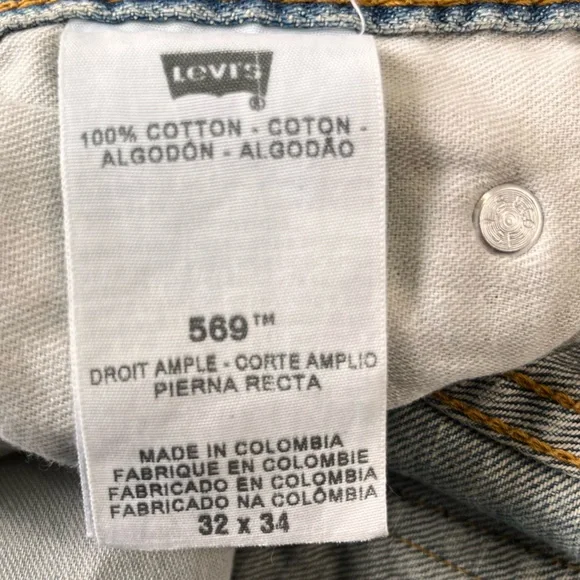 Levi's
®
100% COTTON - COTON -
ALGODÓN - ALGODÃO
569™
DROIT AMPLE - CORTE AMPLIO
PIERNA RECTA
MADE IN COLOMBIA
FABRIQUE EN COLOMBIE
FABRICADO EN COLOMBIA
FABRICADO NA COLÔMBIA
32 x 34